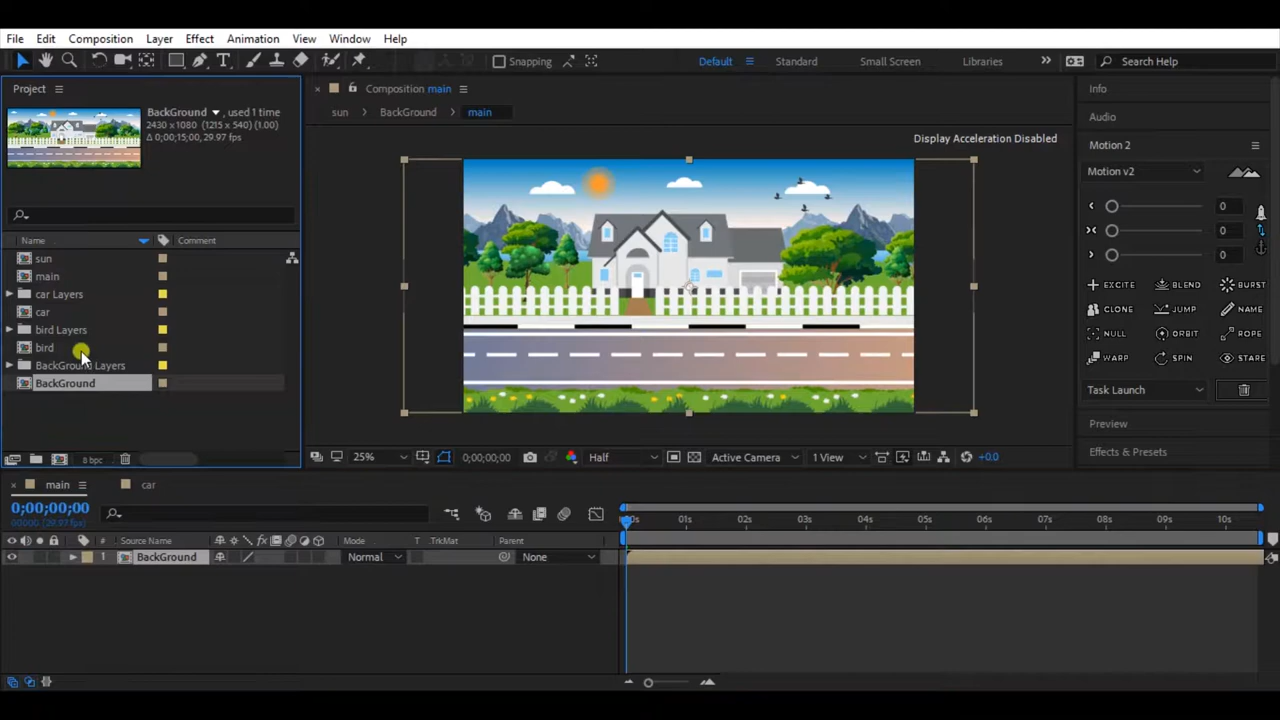 File Edit Composition Layer Effect Animation View Window Help
Snapping
Default
Standard
Small Screen
Libraries
Search Help
Project
BackGround , used 1 time
2430 x 1080 (1215 x 540) (1.00)
Δ 0;00;15;00, 29.97 fps
Name
Comment
sun
main
car Layers
car
bird Layers
bird
BackGround Layers
BackGround
8 bpc
Composition main
sun
BackGround
main
Display Acceleration Disabled
25%
0;00;00;00
Half
Active Camera
1 View
+0.0
Info
Audio
Motion 2
Motion v2
0
0
0
EXCITE BLEND BURST
CLONE JUMP NAME
NULL ORBIT ROPE
WARP SPIN STARE
Task Launch
Preview
Effects & Presets
main
car
0;00;00;00
00000 (29.97 fps)
# Source Name
Mode T .TrkMat
Parent
1 BackGround
Normal
None
00s 01s 02s 03s 04s 05s 06s 07s 08s 09s 10s